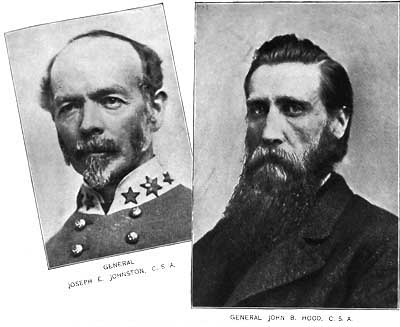 GENERAL
JOSEPH E. JOHNSTON, C. S. A.
GENERAL JOHN B. HOOD, C. S. A.